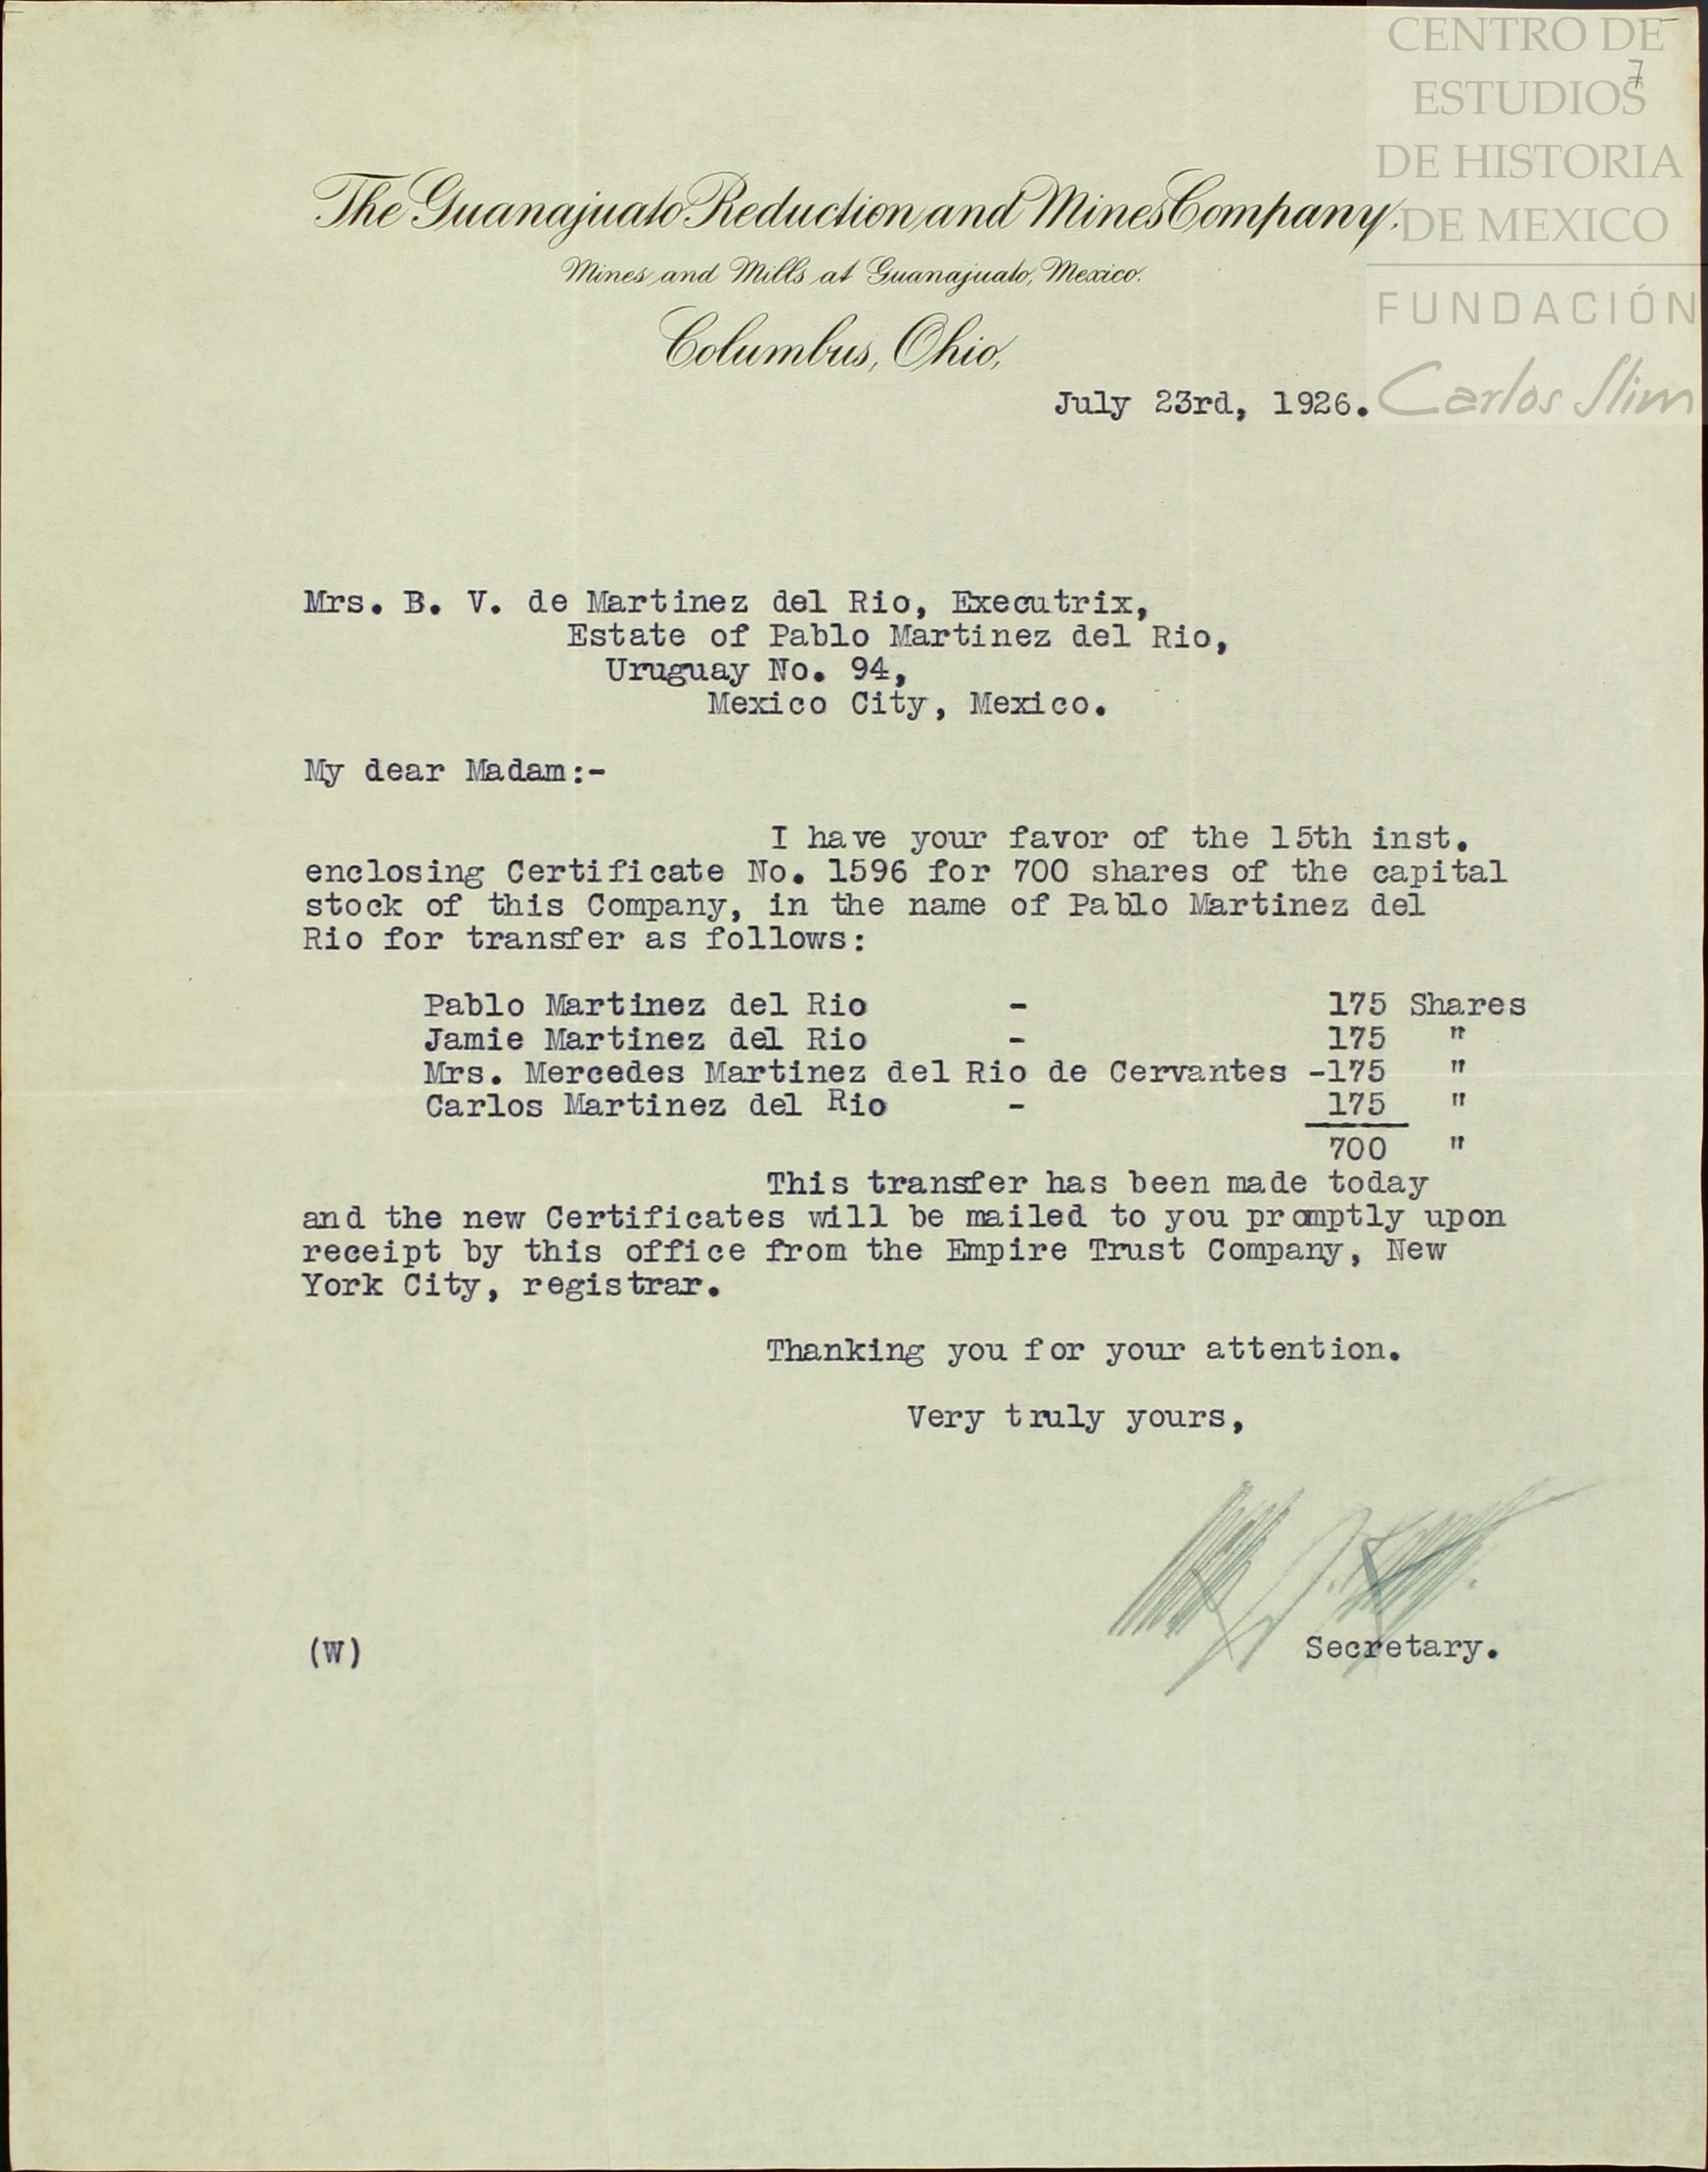 CENTRO DE
ESTUDIOS
DE HISTORIA
DE MEXICO
FUNDACIÓN
Carlos Slim
7
The Guanajuato Reduction and Mines Company.
Mines and Mills at Guanajuato, Mexico.
Columbus, Ohio,
July 23rd, 1926.
Mrs. B. V. de Martinez del Rio, Executrix,
Estate of Pablo Martinez del Rio,
Uruguay No. 94,
Mexico City, Mexico.
My dear Madam:-
I have your favor of the 15th inst.
enclosing Certificate No. 1596 for 700 shares of the capital
stock of this Company, in the name of Pablo Martinez del
Rio for transfer as follows:
Pablo Martinez del Rio - 175 Shares
Jamie Martinez del Rio - 175 "
Mrs. Mercedes Martinez del Rio de Cervantes -175 "
Carlos Martinez del Rio - 175 "
700 "
This transfer has been made today
and the new Certificates will be mailed to you promptly upon
receipt by this office from the Empire Trust Company, New
York City, registrar.
Thanking you for your attention.
Very truly yours,
(W)
Secretary.